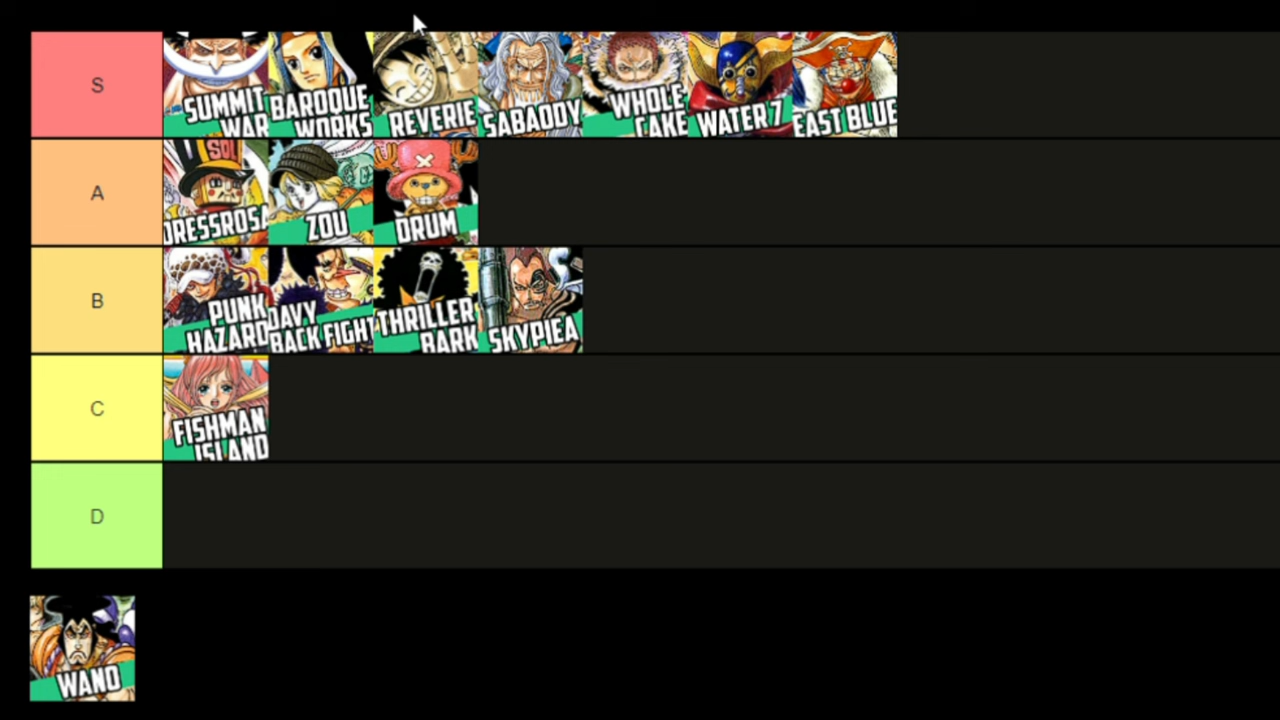 S
SUMMIT
WAR
BAROQUE
WORKS
REVERIE
SABAODY
WHOLE
CAKE
WATER 7
EAST BLUE
A
SOL
DRESSROSA
ZOU
DRUM
B
PUNK
HAZARD
DAVY
BACK FIGHT
THRILLER
BARK
SKYPIEA
C
FISHMAN
ISLAND
D
WANO